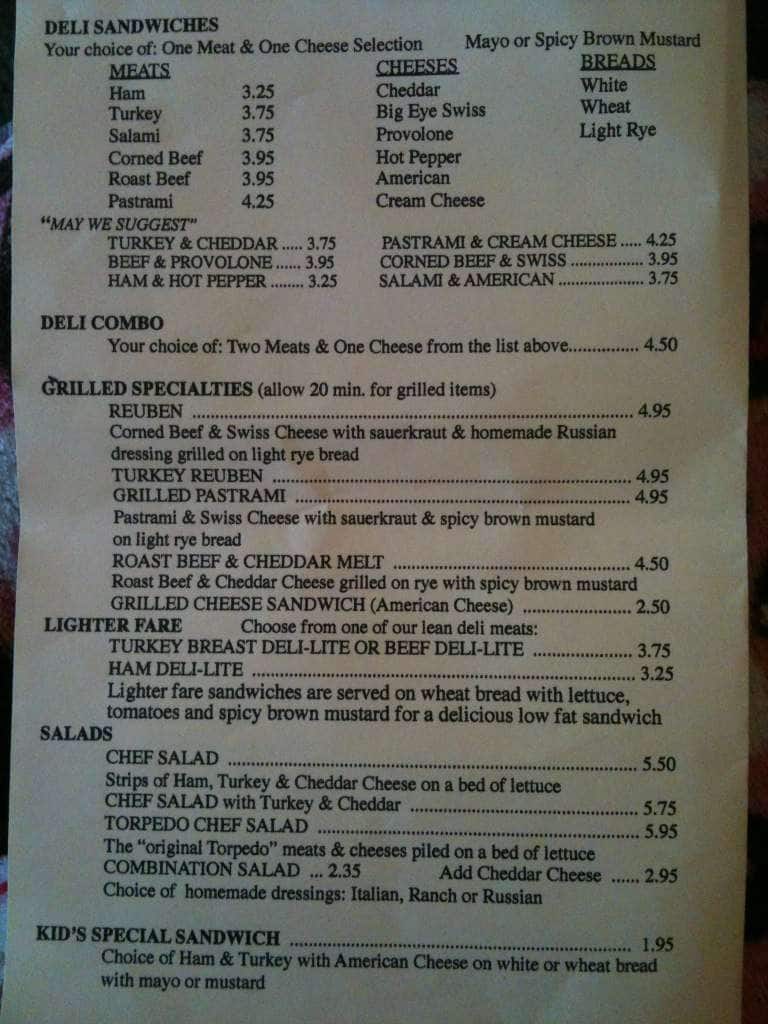 DELI SANDWICHES
Your choice of: One Meat & One Cheese Selection Mayo or Spicy Brown Mustard
MEATS CHEESES BREADS
Ham 3.25 Cheddar White
Turkey 3.75 Big Eye Swiss Wheat
Salami 3.75 Provolone Light Rye
Corned Beef 3.95 Hot Pepper
Roast Beef 3.95 American
Pastrami 4.25 Cream Cheese
"MAY WE SUGGEST"
TURKEY & CHEDDAR ..... 3.75 PASTRAMI & CREAM CHEESE ..... 4.25
BEEF & PROVOLONE ...... 3.95 CORNED BEEF & SWISS ................. 3.95
HAM & HOT PEPPER ........ 3.25 SALAMI & AMERICAN .................... 3.75
DELI COMBO
Your choice of: Two Meats & One Cheese from the list above............... 4.50
GRILLED SPECIALTIES (allow 20 min. for grilled items)
REUBEN ........................................................................................ 4.95
Corned Beef & Swiss Cheese with sauerkraut & homemade Russian
dressing grilled on light rye bread
TURKEY REUBEN ........................................................................ 4.95
GRILLED PASTRAMI ................................................................... 4.95
Pastrami & Swiss Cheese with sauerkraut & spicy brown mustard
on light rye bread
ROAST BEEF & CHEDDAR MELT ............................................... 4.50
Roast Beef & Cheddar Cheese grilled on rye with spicy brown mustard
GRILLED CHEESE SANDWICH (American Cheese) ..................... 2.50
LIGHTER FARE Choose from one of our lean deli meats:
TURKEY BREAST DELI-LITE OR BEEF DELI-LITE .................... 3.75
HAM DELI-LITE ............................................................................ 3.25
Lighter fare sandwiches are served on wheat bread with lettuce,
tomatoes and spicy brown mustard for a delicious low fat sandwich
SALADS
CHEF SALAD ................................................................................. 5.50
Strips of Ham, Turkey & Cheddar Cheese on a bed of lettuce
CHEF SALAD with Turkey & Cheddar ............................................. 5.75
TORPEDO CHEF SALAD ................................................................ 5.95
The "original Torpedo" meats & cheeses piled on a bed of lettuce
COMBINATION SALAD ... 2.35 Add Cheddar Cheese ...... 2.95
Choice of homemade dressings: Italian, Ranch or Russian
KID'S SPECIAL SANDWICH .................................................................... 1.95
Choice of Ham & Turkey with American Cheese on white or wheat bread
with mayo or mustard